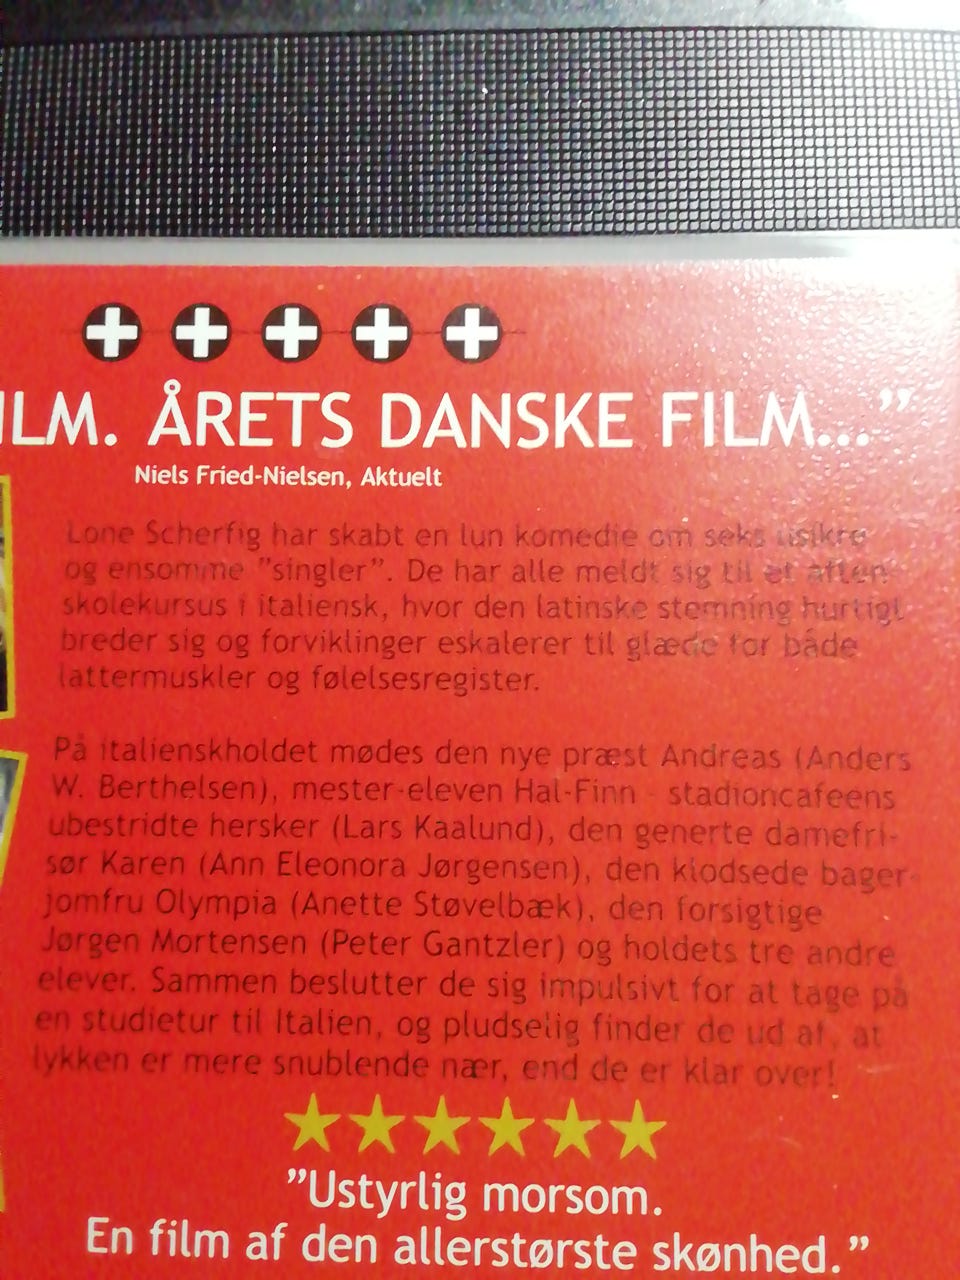 ILM. ÅRETS DANSKE FILM..."
Niels Fried-Nielsen, Aktuelt
Lone Scherfig har skabt en lun komedie om seks usikre
og ensomme "singler". De har alle meldt sig til et aften-
skolekursus i italiensk, hvor den latinske stemning hurtigt
breder sig og forviklinger eskalerer til glæde for både
lattermuskler og følelsesregister.
På italienskholdet mødes den nye præst Andreas (Anders
W. Berthelsen), mester-eleven Hal-Finn - stadioncafeens
ubestridte hersker (Lars Kaalund), den generte damefri-
sør Karen (Ann Eleonora Jørgensen), den klodsede bager-
jomfru Olympia (Anette Støvelbæk), den forsigtige
Jørgen Mortensen (Peter Gantzler) og holdets tre andre
elever. Sammen beslutter de sig impulsivt for at tage på
en studietur til Italien, og pludselig finder de ud af, at
lykken er mere snublende nær, end de er klar over!
"Ustyrlig morsom.
En film af den allerstørste skønhed."